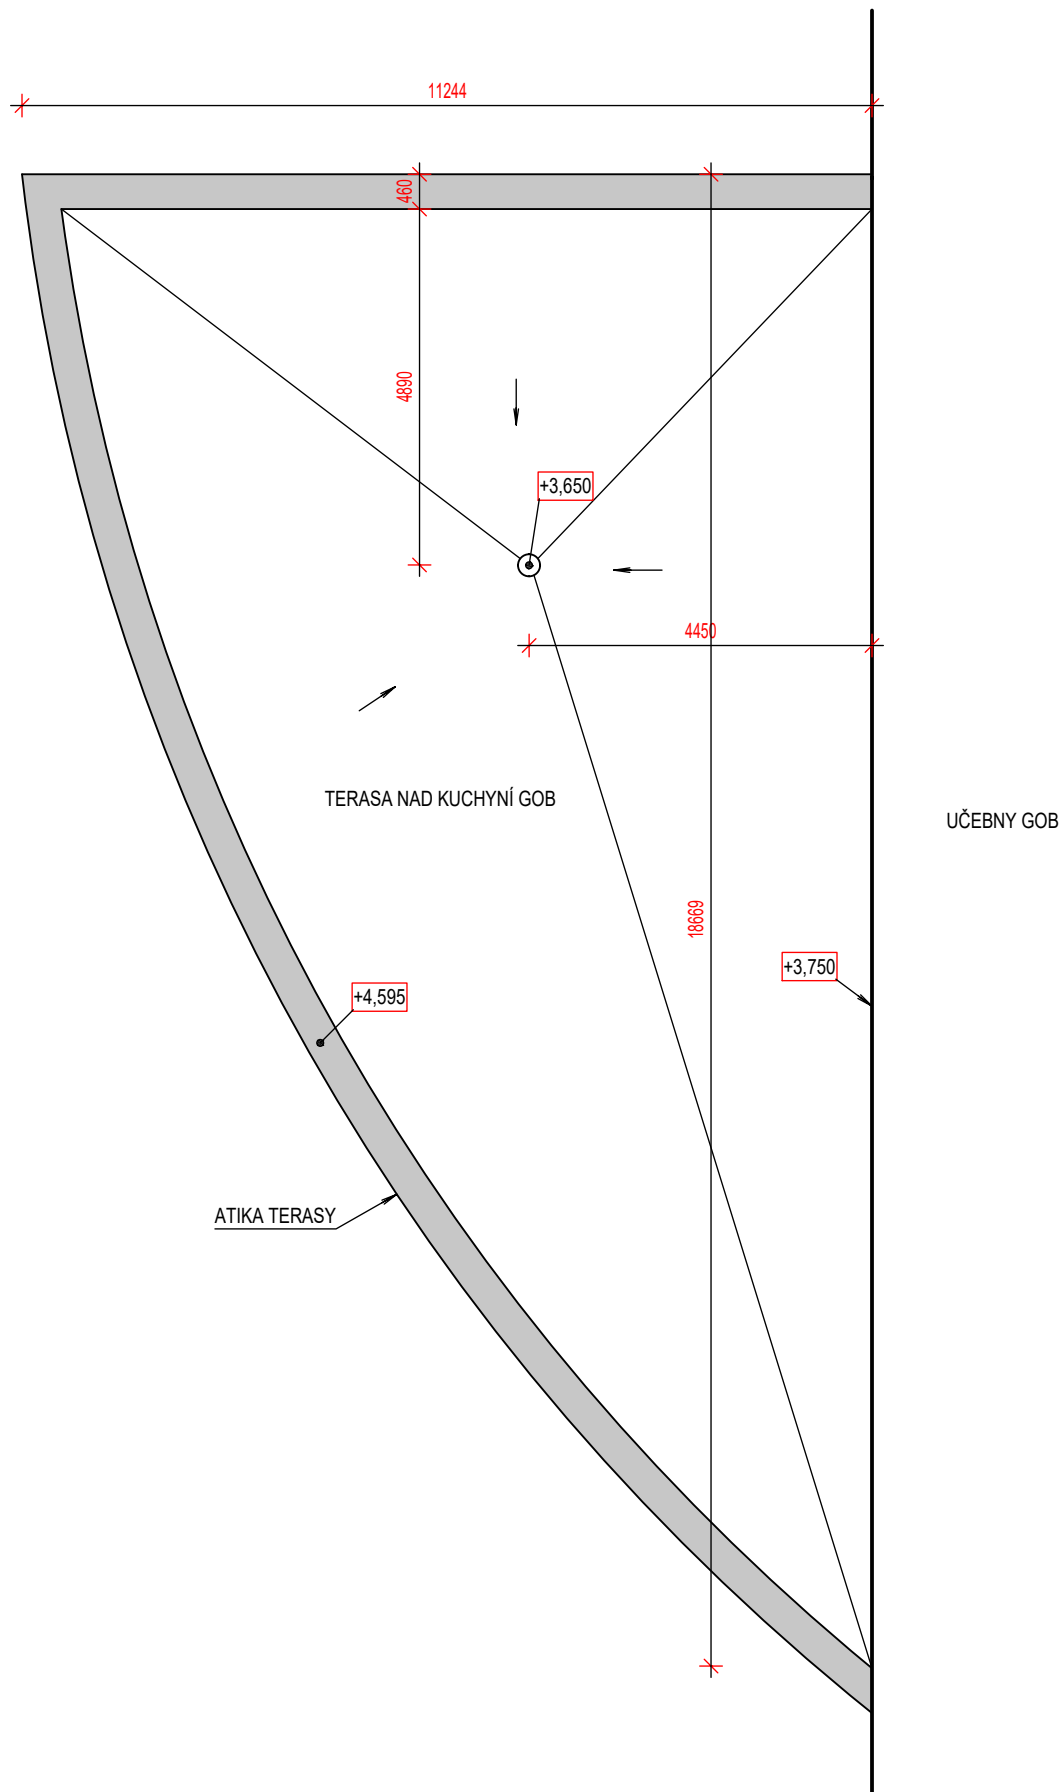 11244
460
4890
+3,650
4450
TERASA NAD KUCHYNÍ GOB
UČEBNY GOB
18669
+3,750
+4,595
ATIKA TERASY